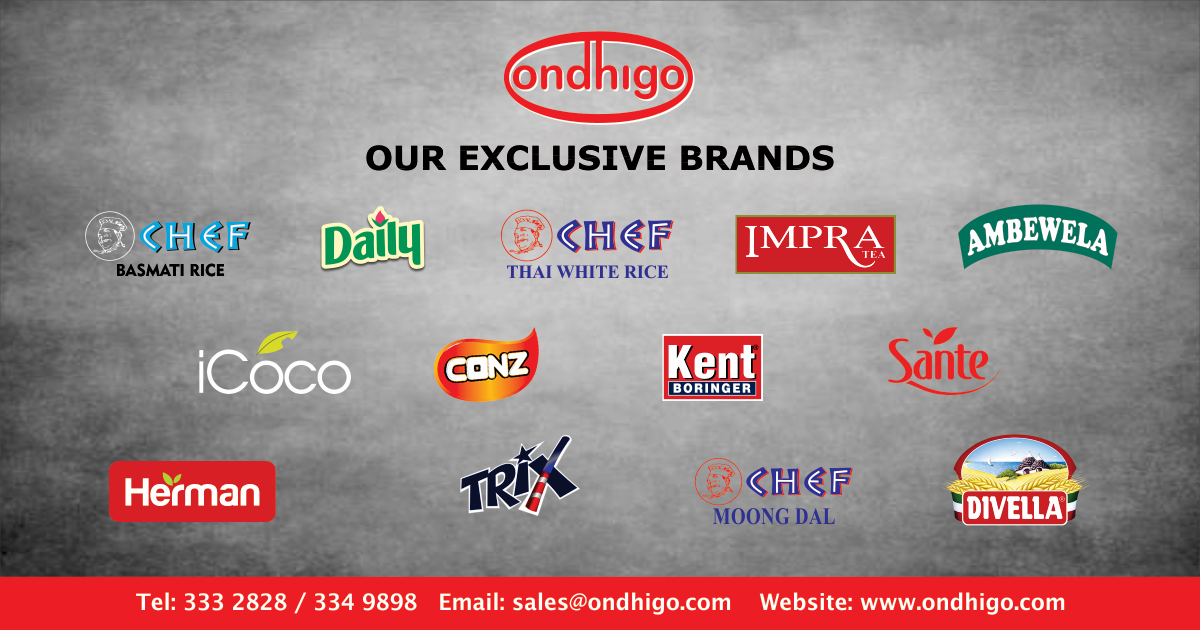 ondhigo
OUR EXCLUSIVE BRANDS
CHEF
BASMATI RICE
Daily
CHEF
THAI WHITE RICE
IMPRA
TEA
AMBEWELA
iCoco
CONZ
Kent®
BORINGER
Sante
Herman
TRIX
CHEF
MOONG DAL
DIVELLA®
Tel: 333 2828 / 334 9898 Email: sales@ondhigo.com Website: www.ondhigo.com